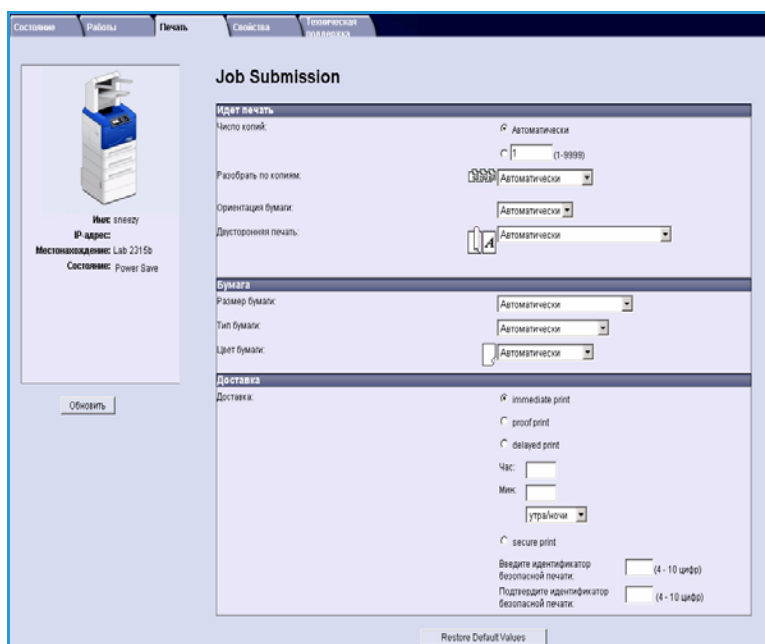 Состояние Работы Печать Свойства Техническая
поддержка
Имя: sneezy
IP-адрес:
Местонахождение: Lab 2315b
Состояние: Power Save
Обновить
Job Submission
Идет печать
Число копий: Автоматически
1 (1-9999)
Разобрать по копиям: Автоматически
Ориентация бумаги: Автоматически
Двусторонняя печать: Автоматически
A
Бумага
Размер бумаги: Автоматически
Тип бумаги: Автоматически
Цвет бумаги: Автоматически
Доставка
Доставка: immediate print
proof print
delayed print
Час:
Мин:
утра/ночи
secure print
Введите идентификатор
безопасной печати: (4 - 10 цифр)
Подтвердите идентификатор
безопасной печати: (4 - 10 цифр)
Restore Default Values